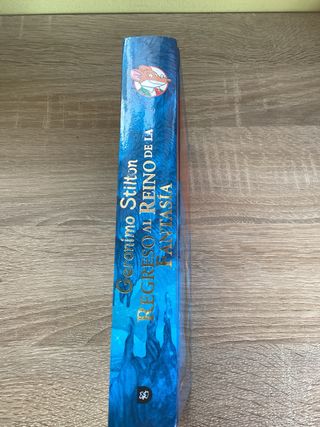 Geronimo Stilton
REGRESO AL REINO DE LA
FANTASÍA